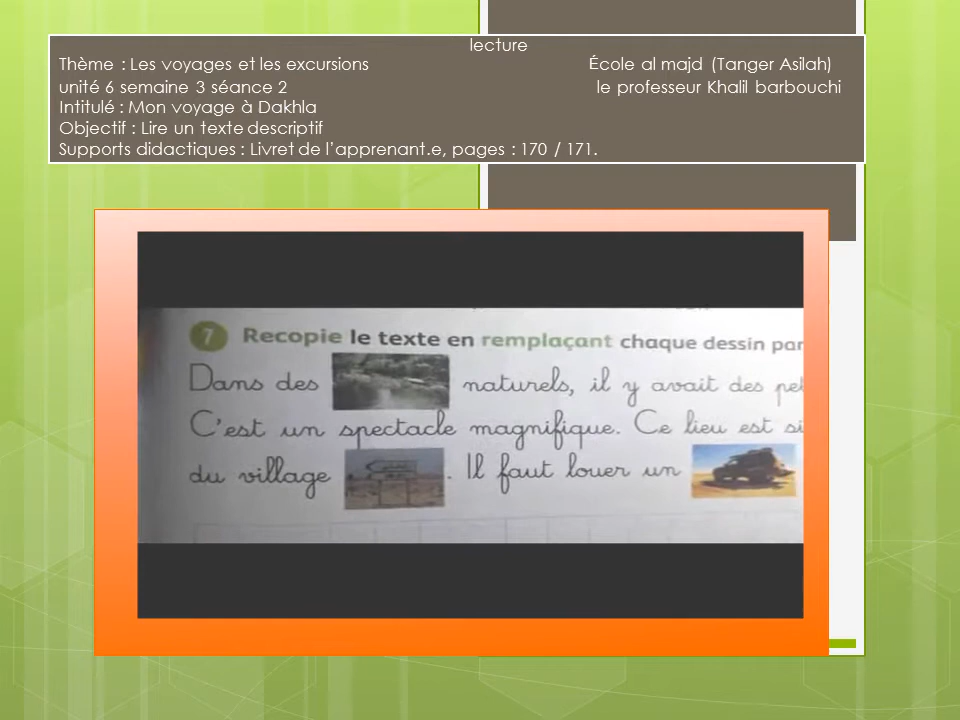 lecture
Thème : Les voyages et les excursions École al majd (Tanger Asilah)
unité 6 semaine 3 séance 2 le professeur Khalil barbouchi
Intitulé : Mon voyage à Dakhla
Objectif : Lire un texte descriptif
Supports didactiques : Livret de l'apprenant.e, pages : 170 / 171.
7 Recopie le texte en remplaçant chaque dessin par
Dans des naturels, il y avait des
C'est un spectacle magnifique. Ce lieu est
du village . Il faut louer un